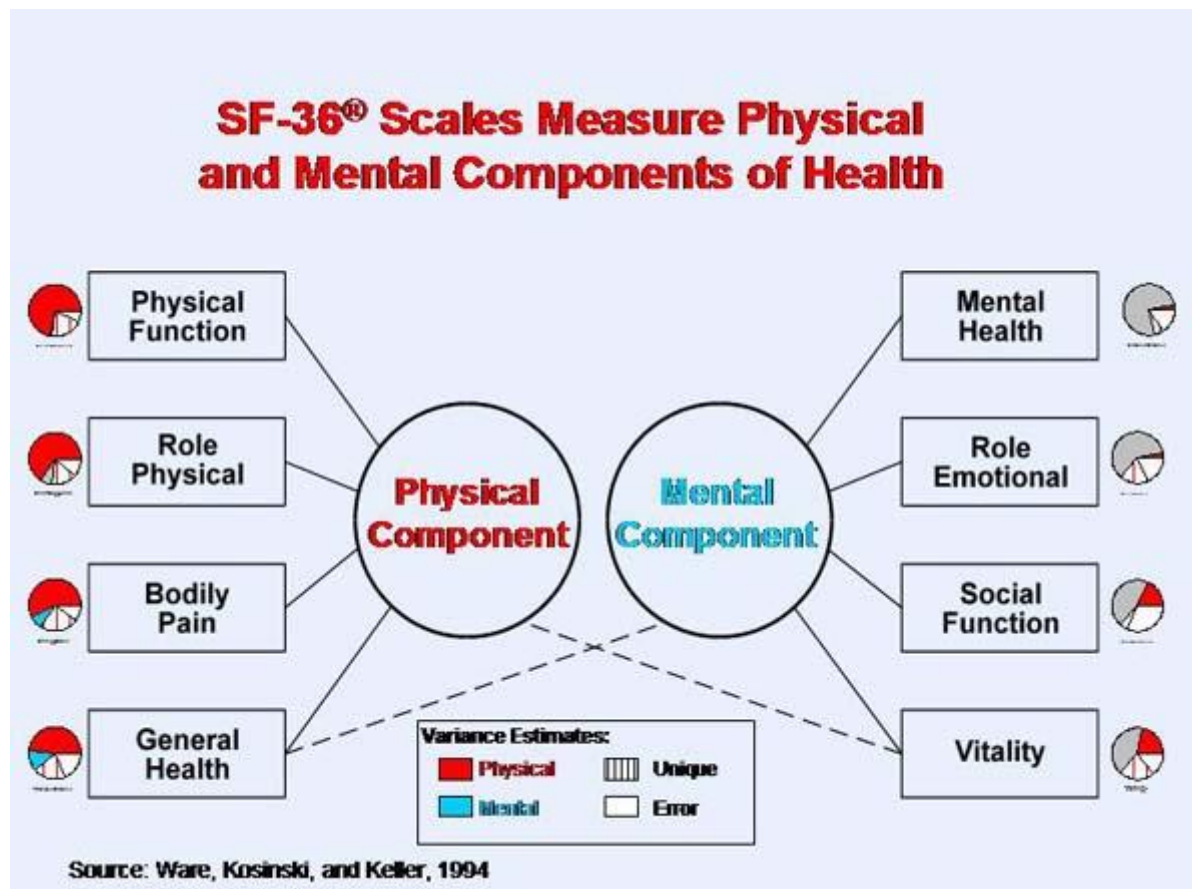 SF-36® Scales Measure Physical
and Mental Components of Health
Physical
Function
Role
Physical
Bodily
Pain
General
Health
Physical
Component
Mental
Component
Mental
Health
Role
Emotional
Social
Function
Vitality
Variance Estimates:
Physical
Unique
Mental
Error
Source: Ware, Kosinski, and Keller, 1994